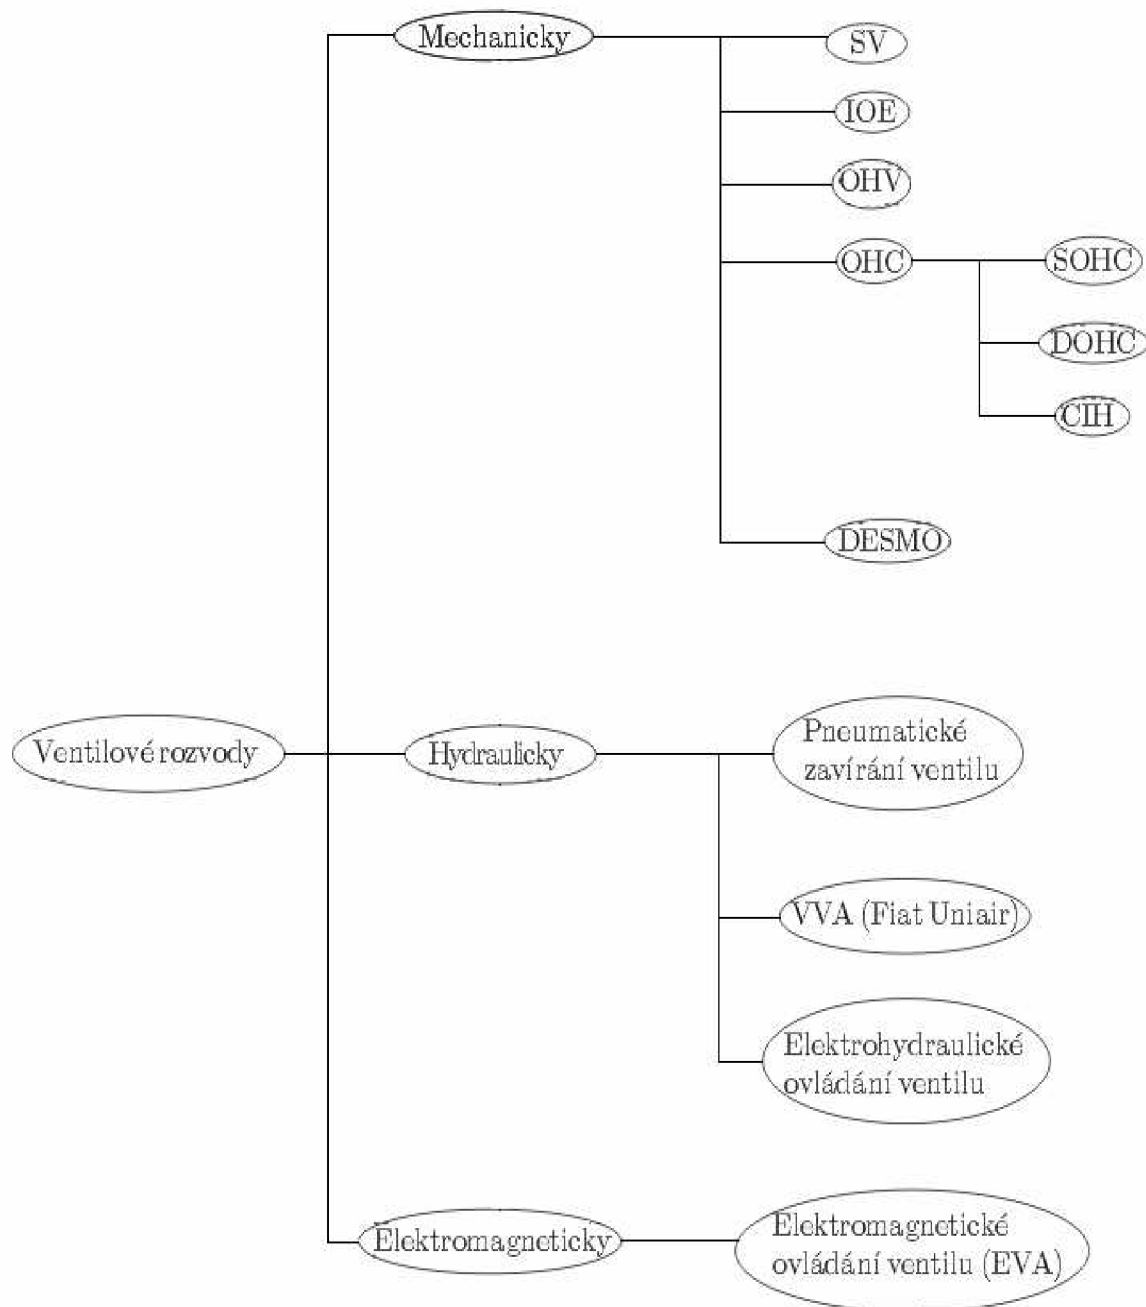 Mechanicky
SV
IOE
OHV
OHC
SOHC
DOHC
CIH
DESMO
Ventilové rozvody
Hydraulicky
Pneumatické
zavírání ventilu
VVA (Fiat Uniair)
Elektrohydraulické
ovládání ventilu
Elektromagneticky
Elektromagnetické
ovládání ventilu (EVA)